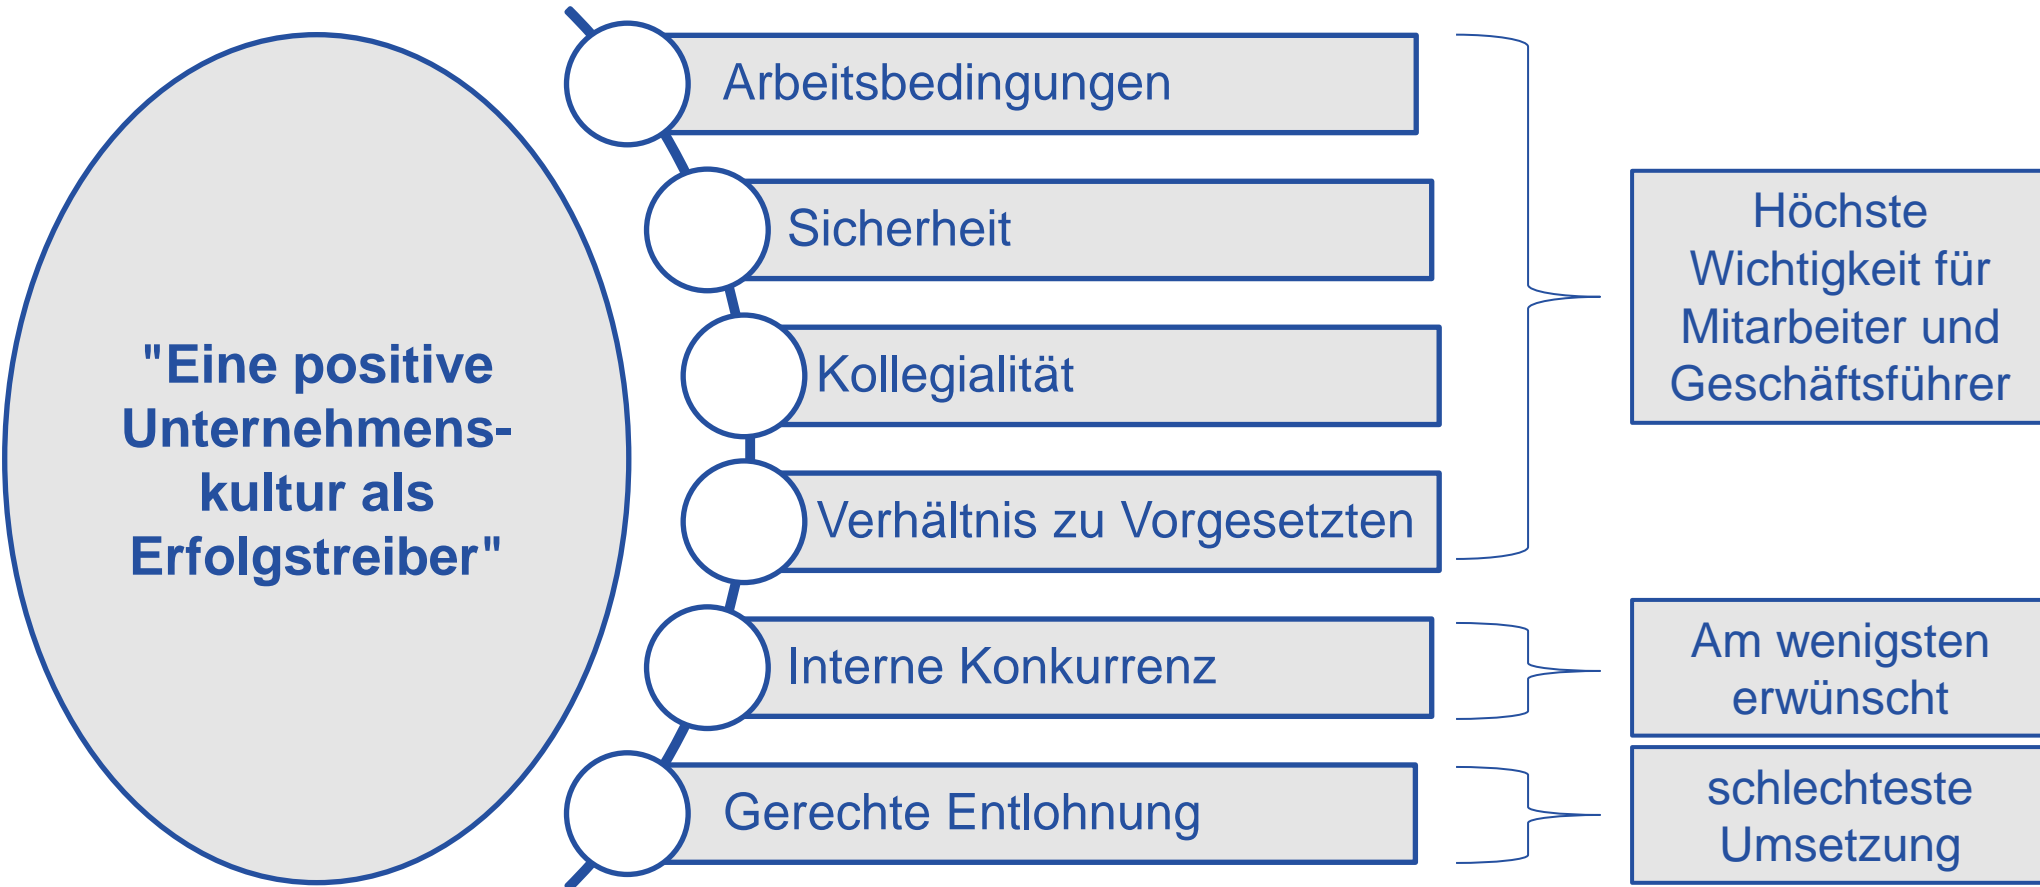 "Eine positive
Unternehmens-
kultur als
Erfolgstreiber"
Arbeitsbedingungen
Sicherheit
Kollegialität
Verhältnis zu Vorgesetzten
Interne Konkurrenz
Gerechte Entlohnung
Höchste
Wichtigkeit für
Mitarbeiter und
Geschäftsführer
Am wenigsten
erwünscht
schlechteste
Umsetzung